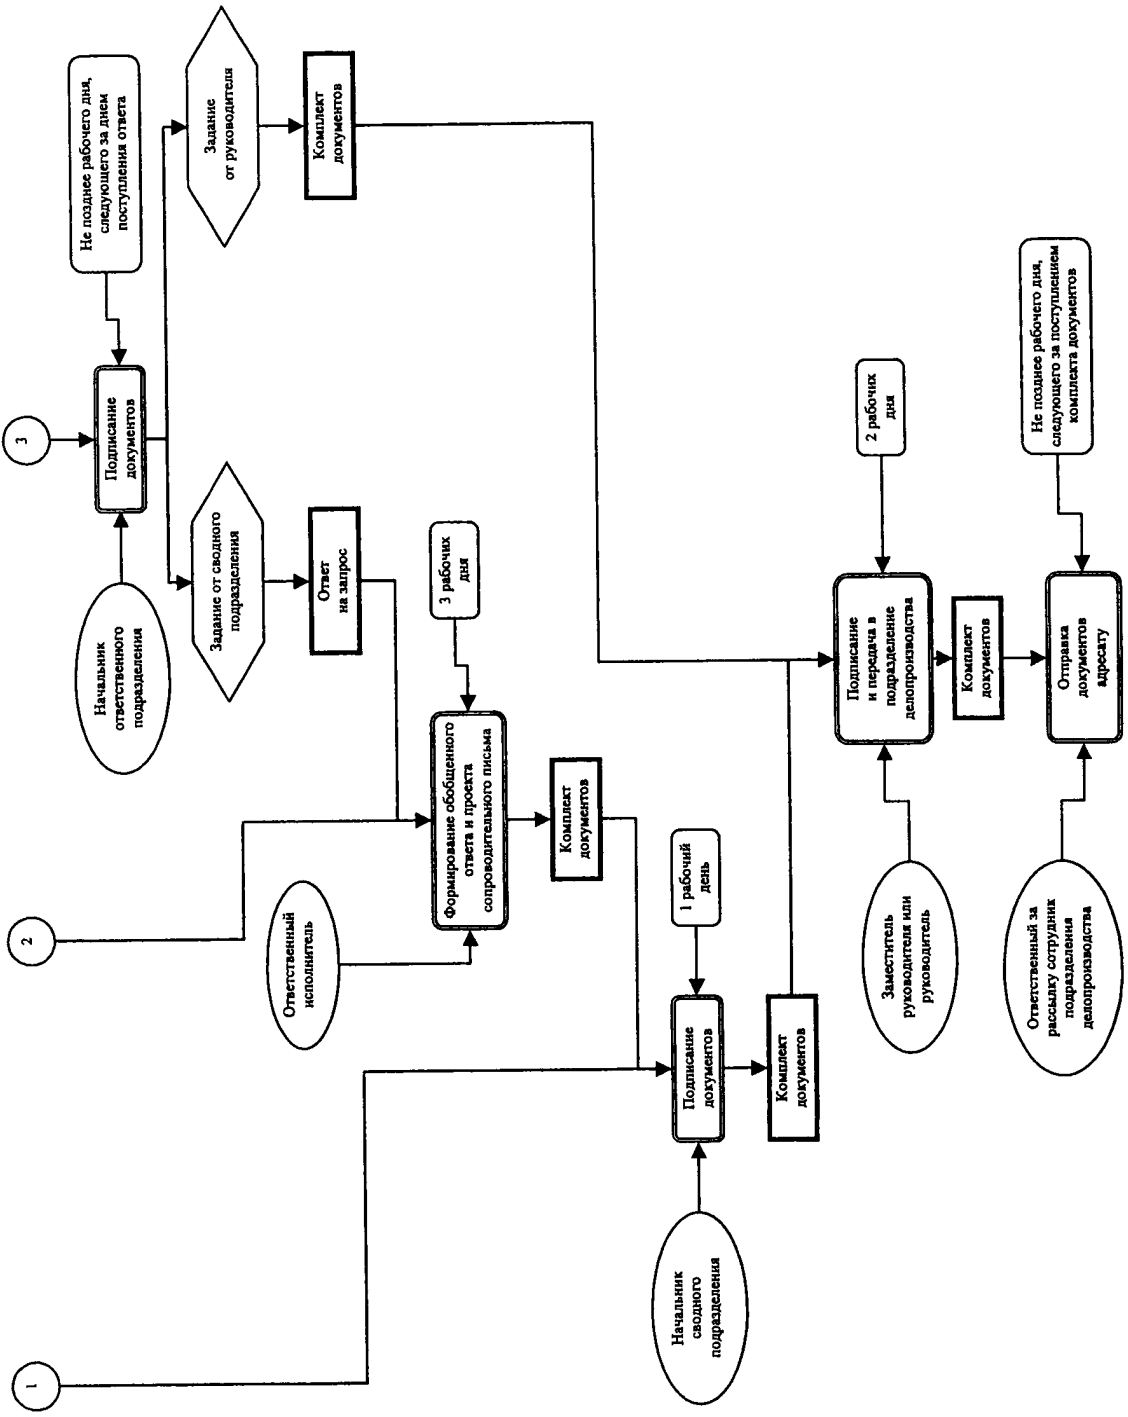 1
2
3
Начальник
ответственного
подразделения
Подписание
документов
Не позднее рабочего дня,
следующего за днем
поступления ответа
Задание от сводного
подразделения
Задание
от руководителя
Ответственный
исполнитель
Ответ
на запрос
Комплект
документов
Формирование обобщенного
ответа и проекта
сопроводительного письма
3 рабочих
дня
Комплект
документов
Начальник
сводного
подразделения
Подписание
документов
1 рабочий
день
Комплект
документов
Заместитель
руководителя или
руководитель
Подписание
и передача в
подразделение
делопроизводства
2 рабочих
дня
Комплект
документов
Ответственный за
рассылку сотрудник
подразделения
делопроизводства
Отправка
документов
адресату
Не позднее рабочего дня,
следующего за поступлением
комплекта документов